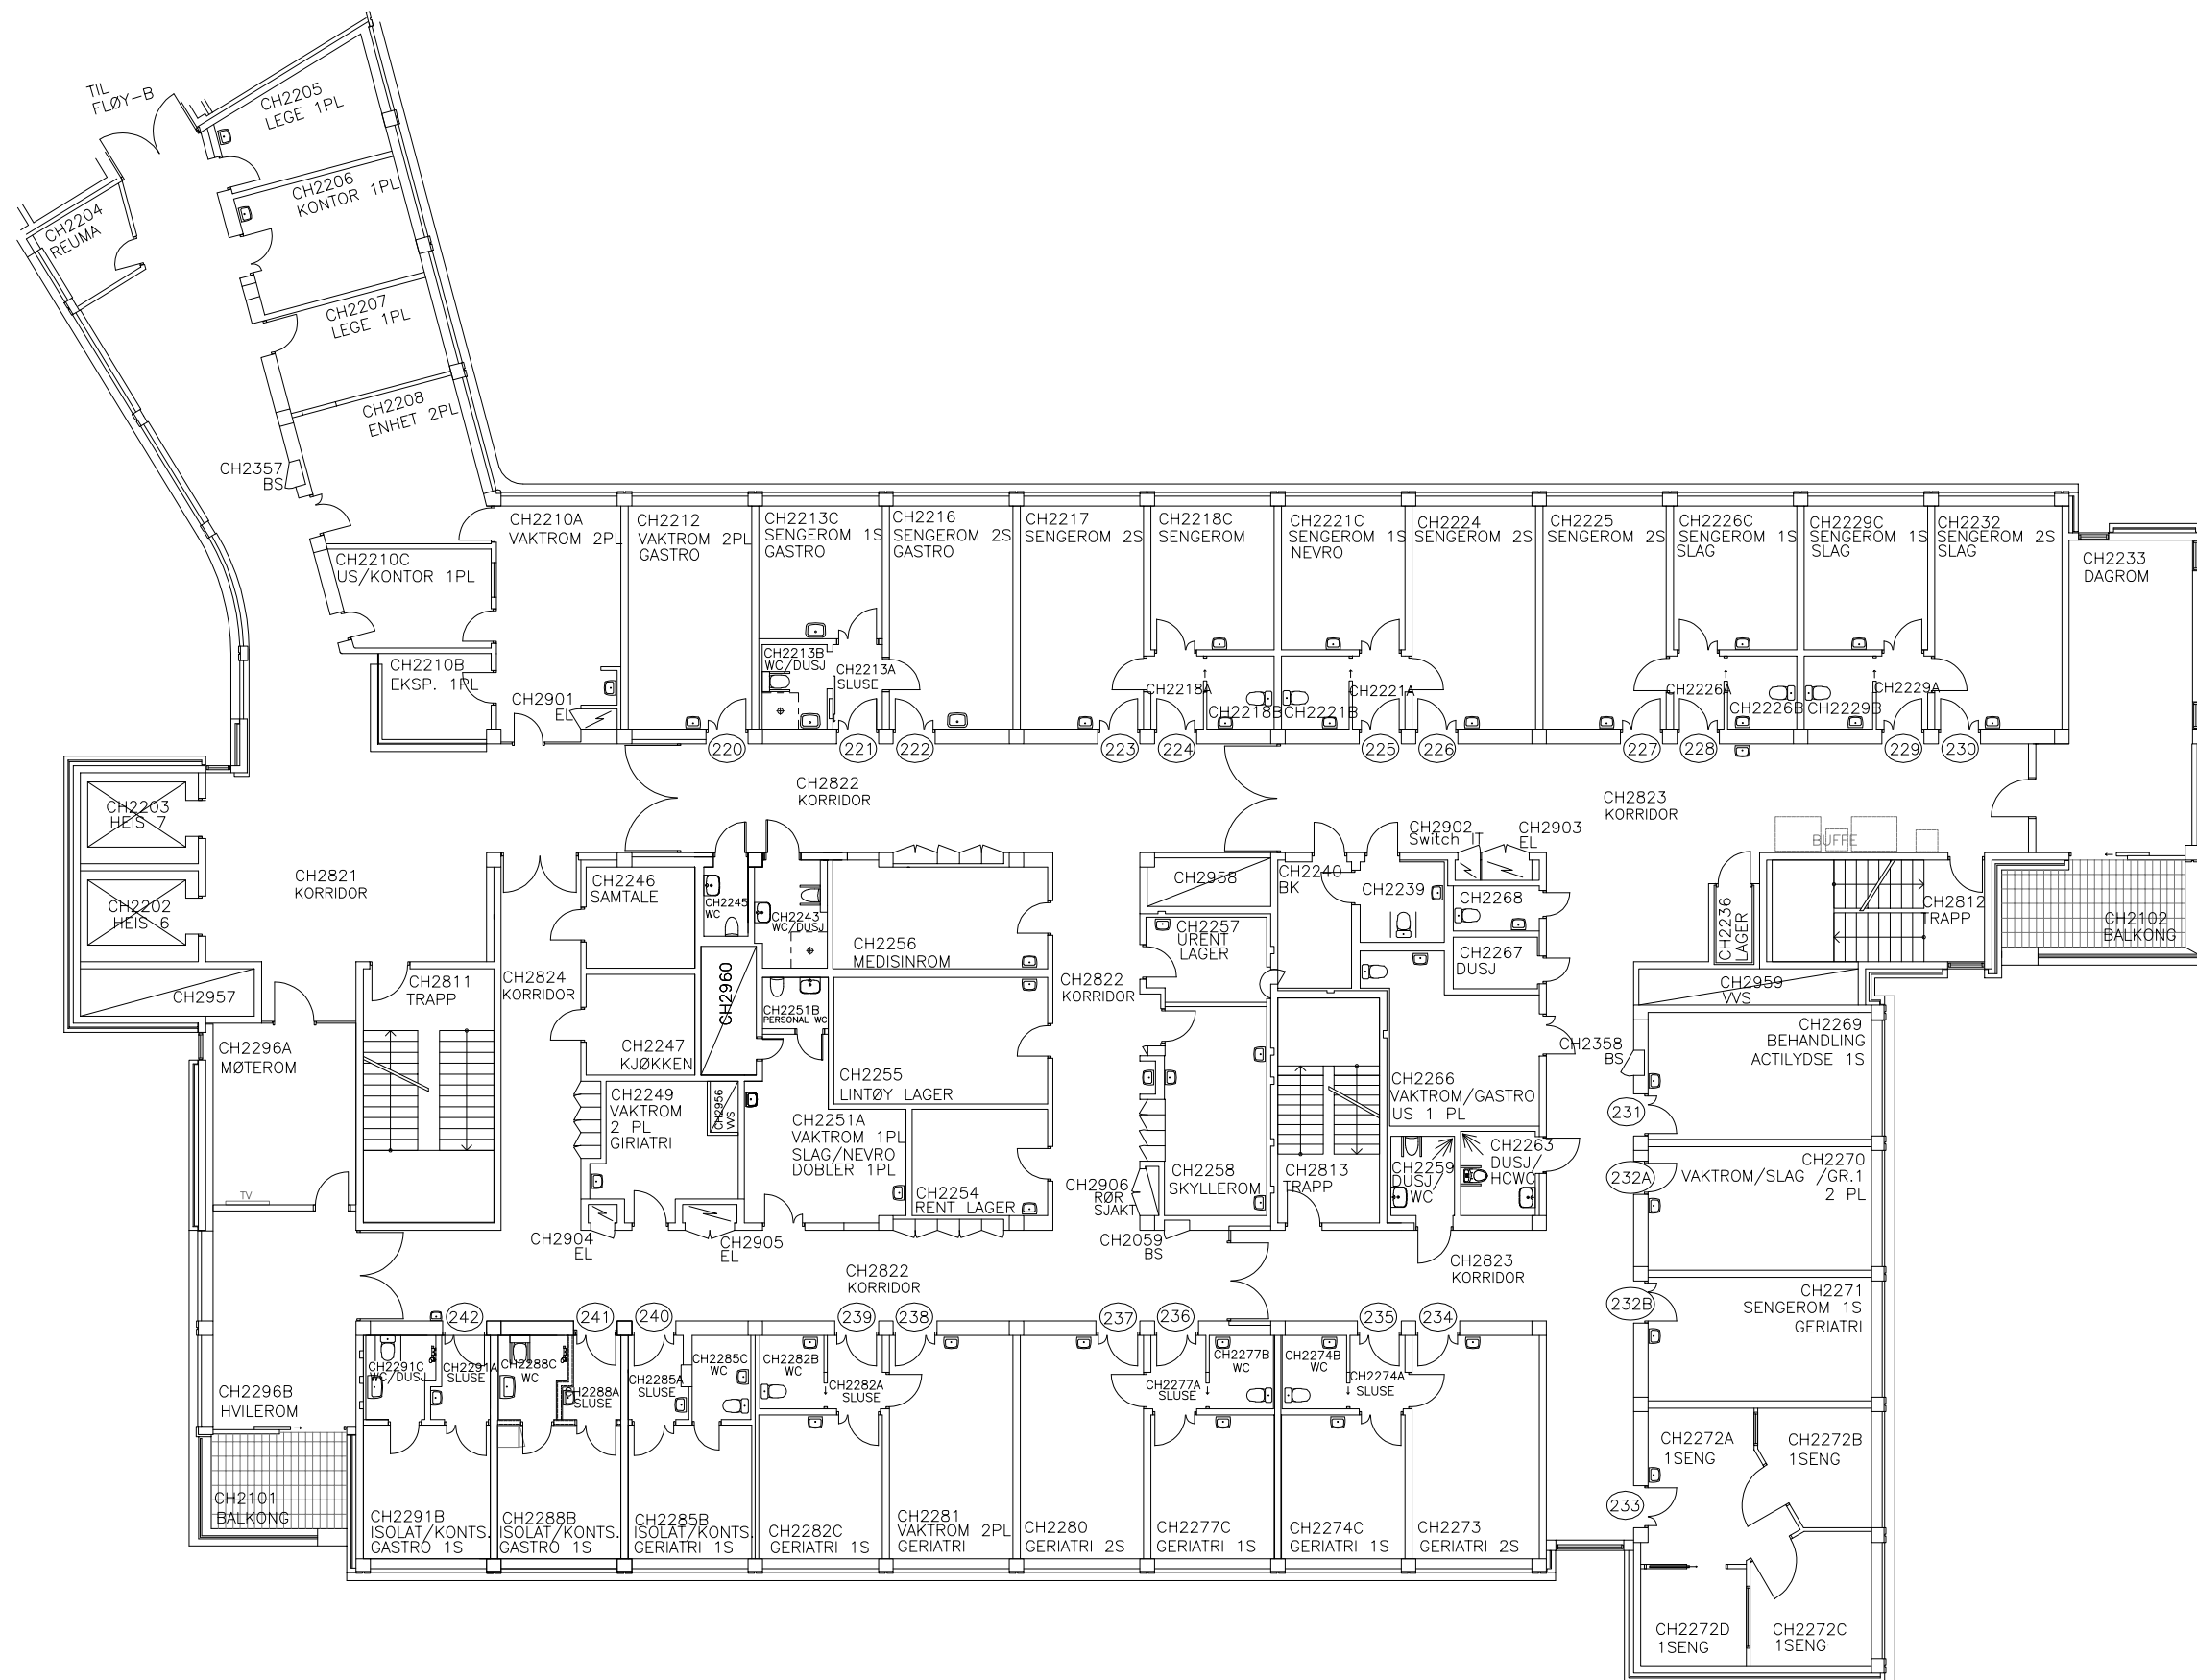 TIL
FLØY-B
CH2205
LEGE 1PL
CH2206
KONTOR 1PL
CH2204
REUMA
CH2207
LEGE 1PL
CH2208
ENHET 2PL
CH2357
BS
CH2210A
VAKTROM 2PL
CH2212
VAKTROM 2PL
GASTRO
CH2213C
SENGEROM 1S
GASTRO
CH2216
SENGEROM 2S
GASTRO
CH2217
SENGEROM 2S
CH2218C
SENGEROM
CH2221C
SENGEROM 1S
NEVRO
CH2224
SENGEROM 2S
CH2225
SENGEROM 2S
CH2226C
SENGEROM 1S
SLAG
CH2229C
SENGEROM 1S
SLAG
CH2232
SENGEROM 2S
SLAG
CH2233
DAGROM
CH2210C
US/KONTOR 1PL
CH2210B
EKSP. 1PL
CH2901
EL
CH2213B
WC/DUSJ
CH2213A
SLUSE
CH2218A
CH2218B
CH2221B
CH2221A
CH2226A
CH2226B
CH2229B
CH2229A
220
221
222
223
224
225
226
227
228
229
230
CH2203
HEIS 7
CH2822
KORRIDOR
CH2823
KORRIDOR
CH2902
Switch IT
CH2903
EL
BUFFE
CH2821
KORRIDOR
CH2202
HEIS 6
CH2246
SAMTALE
CH2245
WC
CH2243
WC/DUSJ
CH2256
MEDISINROM
CH2958
CH2240
BK
CH2239
CH2268
CH2236
LAGER
CH2812
TRAPP
CH2102
BALKONG
CH2257
URENT
LAGER
CH2267
DUSJ
CH2957
CH2811
TRAPP
CH2824
KORRIDOR
CH2960
CH2822
KORRIDOR
CH2959
VVS
CH2251B
PERSONAL WC
CH2296A
MØTEROM
CH2247
KJØKKEN
CH2255
LINTØY LAGER
CH2358
BS
CH2269
BEHANDLING
ACTILYDSE 1S
CH2249
VAKTROM
2 PL
GIRIATRI
CH2956
VVS
CH2251A
VAKTROM 1PL
SLAG/NEVRO
DOBLER 1PL
CH2266
VAKTROM/GASTRO
US 1 PL
231
CH2254
RENT LAGER
CH2906
RØR
SJAKT
CH2258
SKYLLEROM
CH2813
TRAPP
CH2259
DUSJ/
WC
CH2263
DUSJ/
HCWC
232A
CH2270
VAKTROM/SLAG /GR.1
2 PL
TV
CH2904
EL
CH2905
EL
CH2059
BS
CH2822
KORRIDOR
CH2823
KORRIDOR
232B
CH2271
SENGEROM 1S
GERIATRI
242
241
240
239
238
237
236
235
234
CH2296B
HVILEROM
CH2291C
WC/DUSJ
CH2291A
SLUSE
CH2288C
WC
CH2288A
SLUSE
CH2285A
SLUSE
CH2285C
WC
CH2282B
WC
CH2282A
SLUSE
CH2277A
SLUSE
CH2277B
WC
CH2274B
WC
CH2274A
SLUSE
CH2272A
1SENG
CH2272B
1SENG
233
CH2101
BALKONG
CH2291B
ISOLAT/KONTS.
GASTRO 1S
CH2288B
ISOLAT/KONTS.
GASTRO 1S
CH2285B
ISOLAT/KONTS.
GERIATRI 1S
CH2282C
GERIATRI 1S
CH2281
VAKTROM 2PL
GERIATRI
CH2280
GERIATRI 2S
CH2277C
GERIATRI 1S
CH2274C
GERIATRI 1S
CH2273
GERIATRI 2S
CH2272D
1SENG
CH2272C
1SENG